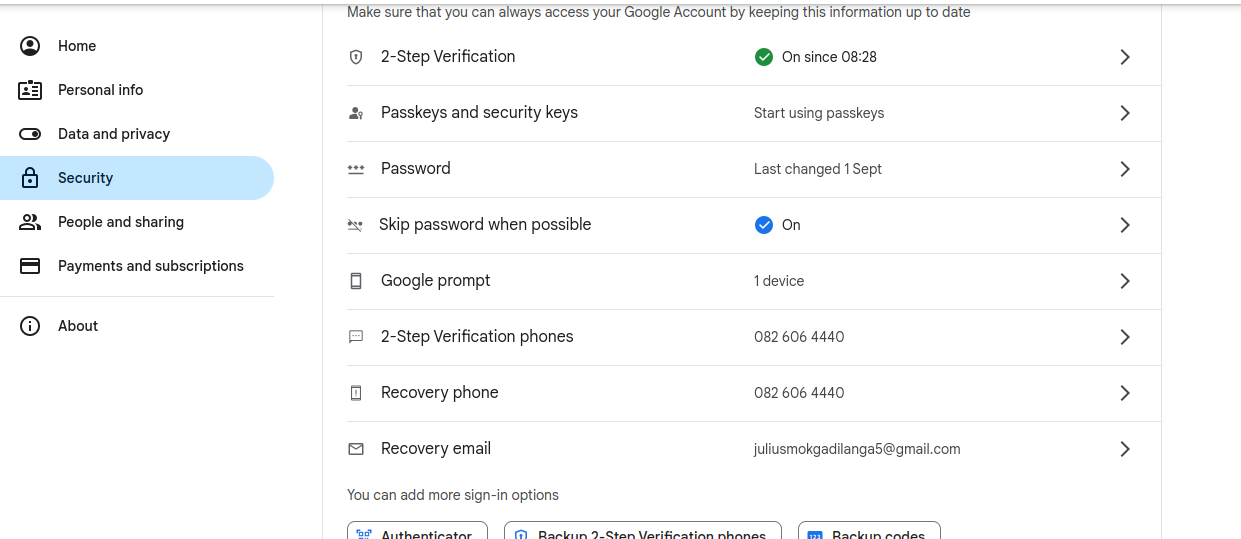 Make sure that you can always access your Google Account by keeping this information up to date
Home
Personal info
Data and privacy
Security
People and sharing
Payments and subscriptions
About
2-Step Verification On since 08:28
Passkeys and security keys Start using passkeys
Password Last changed 1 Sept
Skip password when possible On
Google prompt 1 device
2-Step Verification phones 082 606 4440
Recovery phone 082 606 4440
Recovery email juliusmokgadilanga5@gmail.com
You can add more sign-in options
Authenticator Backup 2-Step Verification phones 123 Backup codes